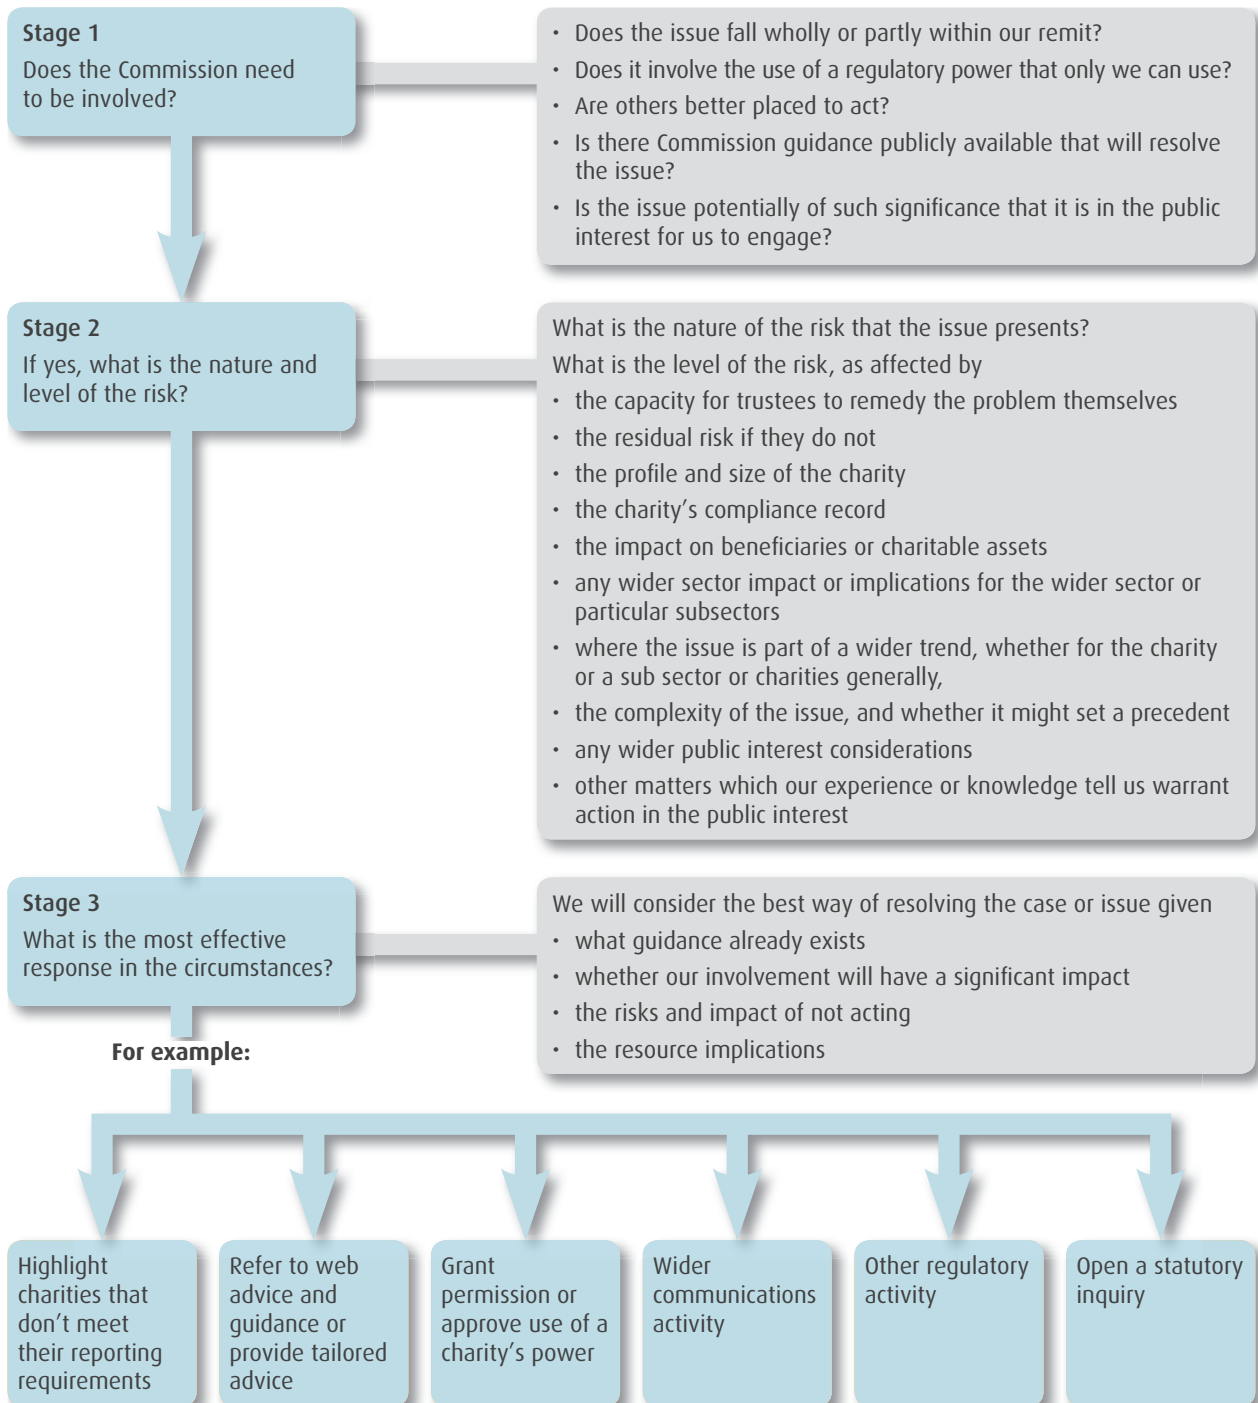 Stage 1
Does the Commission need
to be involved?
• Does the issue fall wholly or partly within our remit?
• Does it involve the use of a regulatory power that only we can use?
• Are others better placed to act?
• Is there Commission guidance publicly available that will resolve
the issue?
• Is the issue potentially of such significance that it is in the public
interest for us to engage?
Stage 2
If yes, what is the nature and
level of the risk?
What is the nature of the risk that the issue presents?
What is the level of the risk, as affected by
• the capacity for trustees to remedy the problem themselves
• the residual risk if they do not
• the profile and size of the charity
• the charity’s compliance record
• the impact on beneficiaries or charitable assets
• any wider sector impact or implications for the wider sector or
particular subsectors
• where the issue is part of a wider trend, whether for the charity
or a sub sector or charities generally,
• the complexity of the issue, and whether it might set a precedent
• any wider public interest considerations
• other matters which our experience or knowledge tell us warrant
action in the public interest
Stage 3
What is the most effective
response in the circumstances?
We will consider the best way of resolving the case or issue given
• what guidance already exists
• whether our involvement will have a significant impact
• the risks and impact of not acting
• the resource implications
For example:
Highlight
charities that
don’t meet
their reporting
requirements
Refer to web
advice and
guidance or
provide tailored
advice
Grant
permission or
approve use of a
charity’s power
Wider
communications
activity
Other regulatory
activity
Open a statutory
inquiry